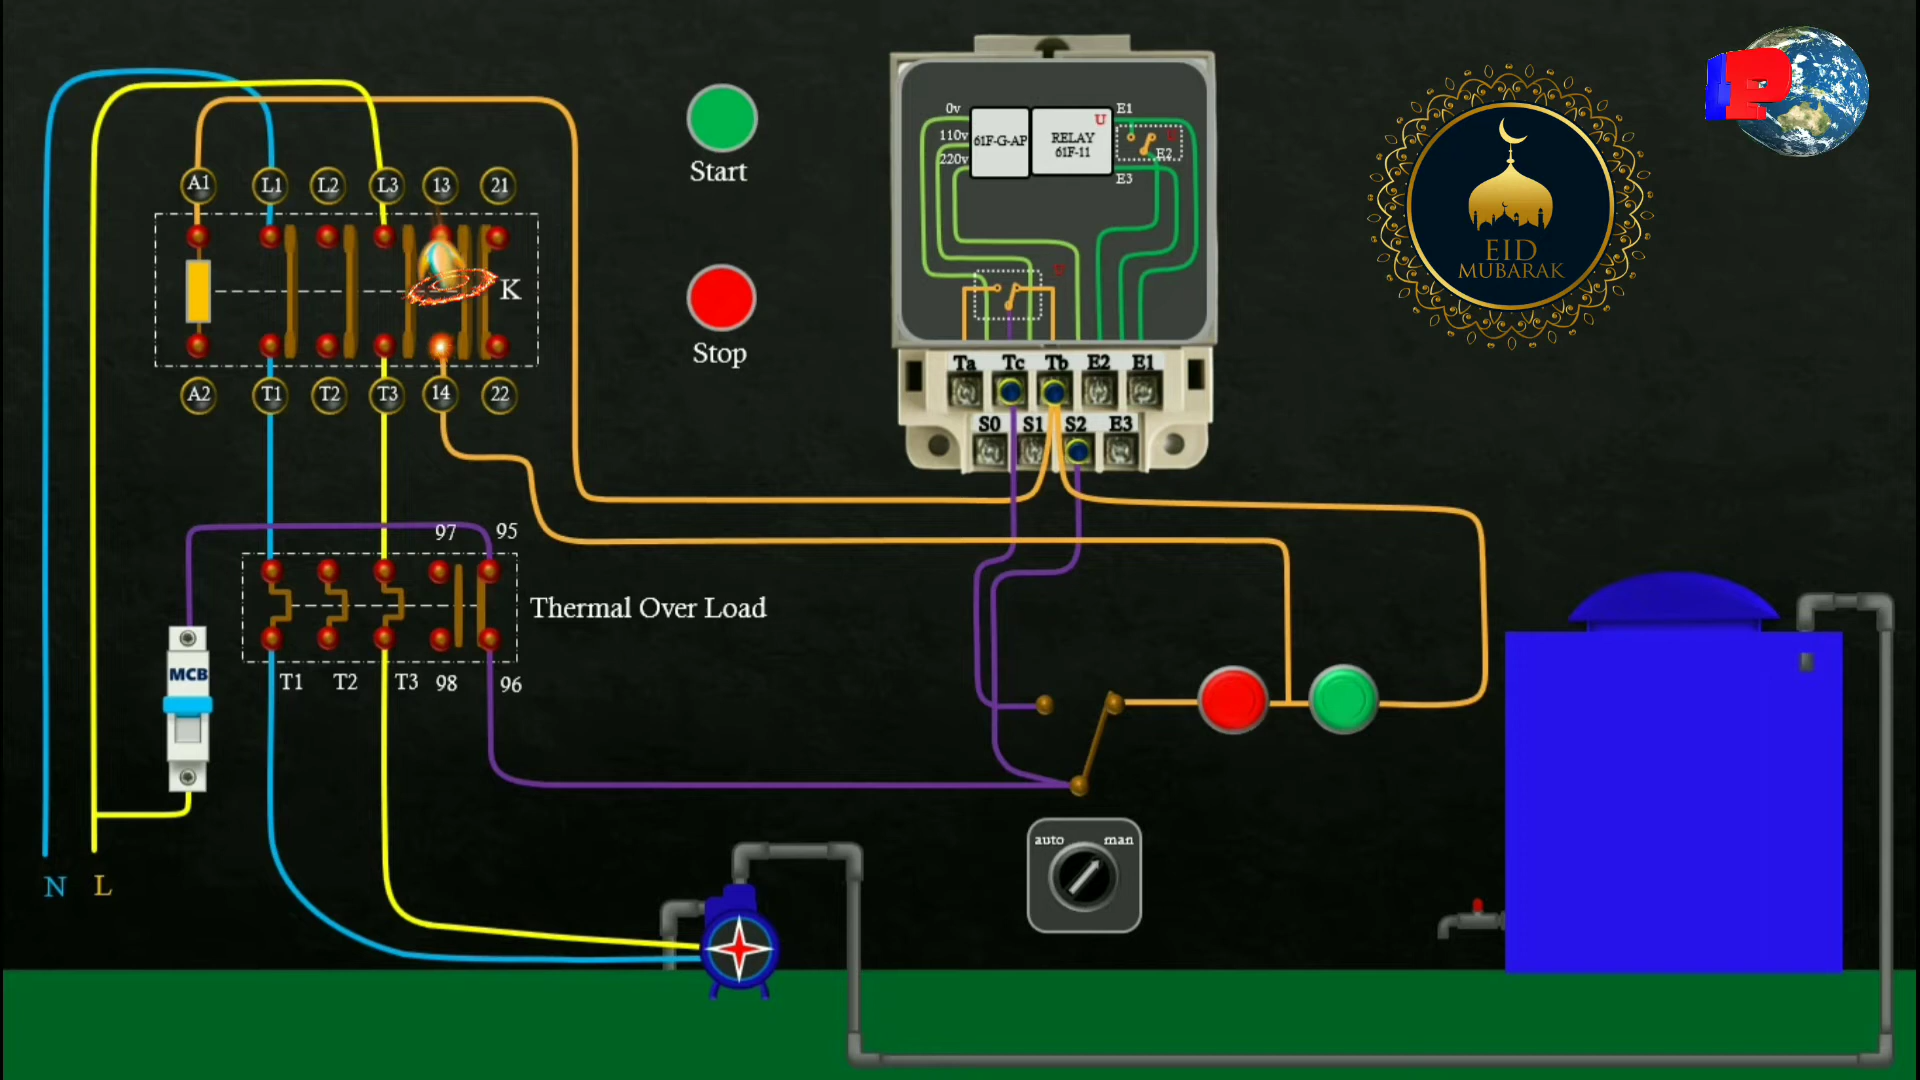 A1
L1
L2
L3
13
21
K
A2
T1
T2
T3
14
22
Start
Stop
0v
110v
220v
61F-G-AP
U
RELAY
61F-11
E1
U
E2
E3
U
Ta
Tc
Tb
E2
E1
S0
S1
S2
E3
EID
MUBARAK
P
97
95
Thermal Over Load
MCB
T1
T2
T3
98
96
N
L
auto
man